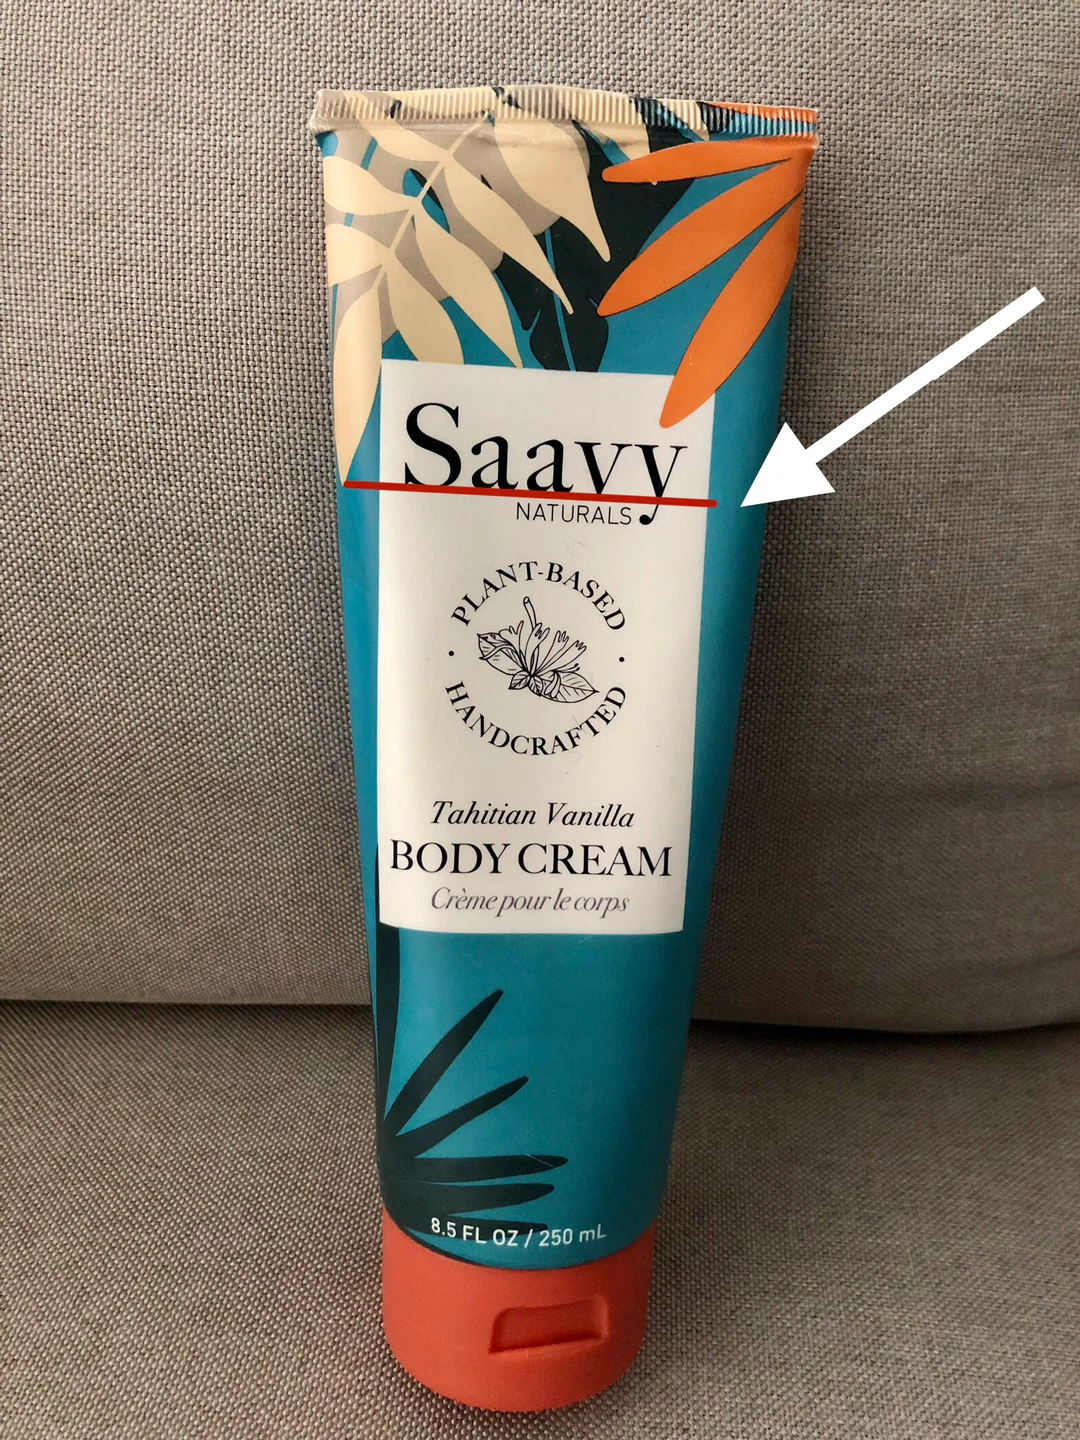 Saavy
NATURALS
PLANT-BASED
HANDCRAFTED
Tahitian Vanilla
BODY CREAM
Crème pour le corps
8.5 FL OZ / 250 mL